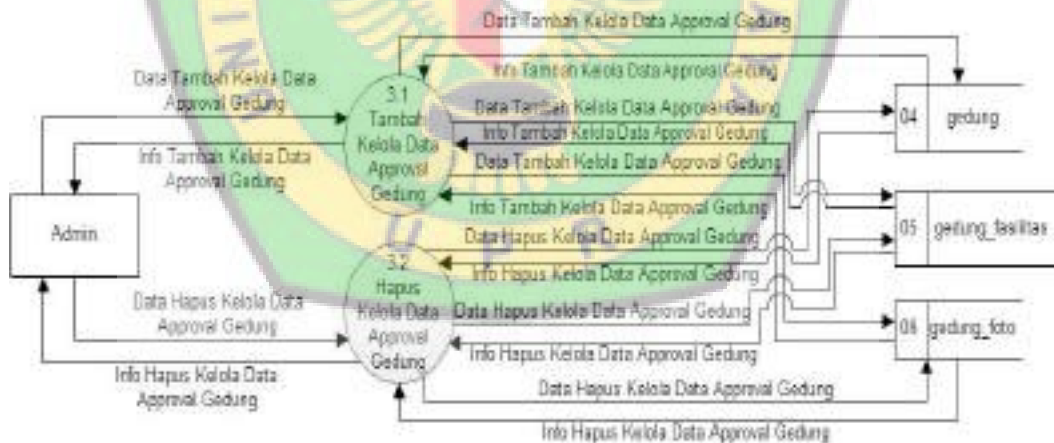 Data Tambah Kelola Data Approval Gedung
Info Tambah Kelola Data Approval Gedung
Data Tambah Kelola Data
Approval Gedung
3.1
Tambah
Kelola Data
Approval
Gedung
Data Tambah Kelola Data Approval Gedung
Info Tambah Kelola Data Approval Gedung
Data Tambah Kelola Data Approval Gedung
Info Tambah Kelola Data Approval Gedung
04 gedung
Info Tambah Kelola Data
Approval Gedung
Admin
Data Hapus Kelola Data Approval Gedung
Info Hapus Kelola Data Approval Gedung
05 gedung_fasilitas
3.2
Hapus
Kelola Data
Approval
Gedung
Data Hapus Kelola Data
Approval Gedung
Data Hapus Kelola Data Approval Gedung
Info Hapus Kelola Data Approval Gedung
06 gedung_foto
Info Hapus Kelola Data
Approval Gedung
Data Hapus Kelola Data Approval Gedung
Info Hapus Kelola Data Approval Gedung